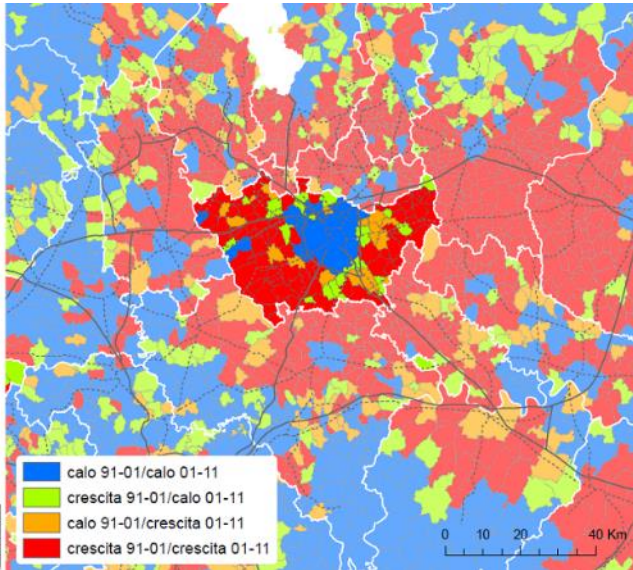 calo 91-01/calo 01-11
crescita 91-01/calo 01-11
calo 91-01/crescita 01-11
crescita 91-01/crescita 01-11
0 10 20 40 Km